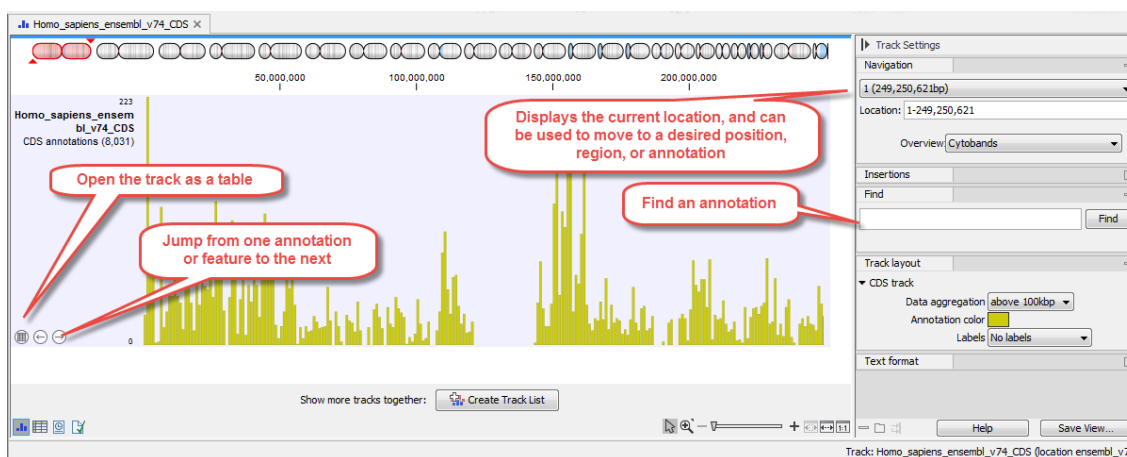 Homo_sapiens_ensembl_v74_CDS
50,000,000 100,000,000 150,000,000 200,000,000
223
Homo_sapiens_ensem
bl_v74_CDS
CDS annotations (8,031)
0
Open the track as a table
Jump from one annotation
or feature to the next
Displays the current location, and can
be used to move to a desired position,
region, or annotation
Find an annotation
Show more tracks together: Create Track List
1:1
Track Settings
Navigation
1 (249,250,621bp)
Location: 1-249,250,621
Overview Cytobands
Insertions
Find
Find
Track layout
CDS track
Data aggregation above 100kbp
Annotation color
Labels No labels
Text format
Help Save View...
Track: Homo_sapiens_ensembl_v74_CDS (location ensembl_v7